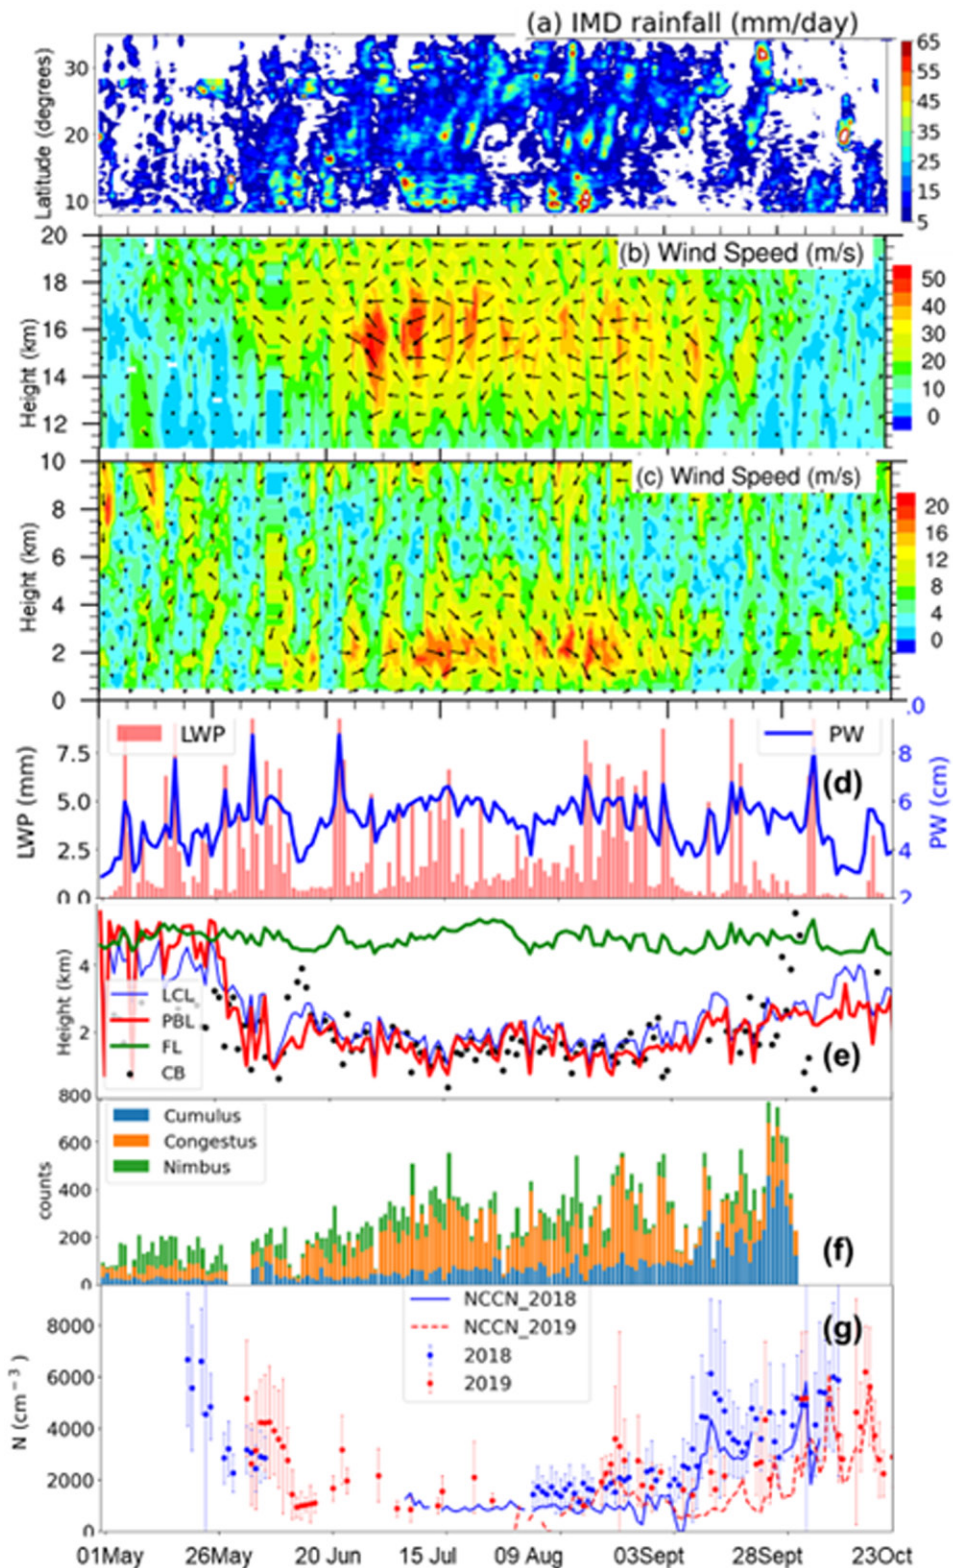 (a) IMD rainfall (mm/day)
65
55
45
35
25
15
5
30
20
10
Latitude (degrees)
(b) Wind Speed (m/s)
20
18
16
14
12
Height (km)
50
40
30
20
10
0
(c) Wind Speed (m/s)
10
8
6
4
2
0
Height (km)
20
16
12
8
4
0
.0
LWP
PW
(d)
7.5
5.0
2.5
0.0
LWP (mm)
8
6
4
2
PW (cm)
4
2
Height (km)
LCL
PBL
FL
CB
(e)
800
600
400
200
0
counts
Cumulus
Congestus
Nimbus
(f)
8000
6000
4000
2000
0
N (cm⁻³)
NCCN_2018
NCCN_2019
2018
2019
(g)
01May 26May 20 Jun 15 Jul 09 Aug 03Sept 28Sept 23Oct